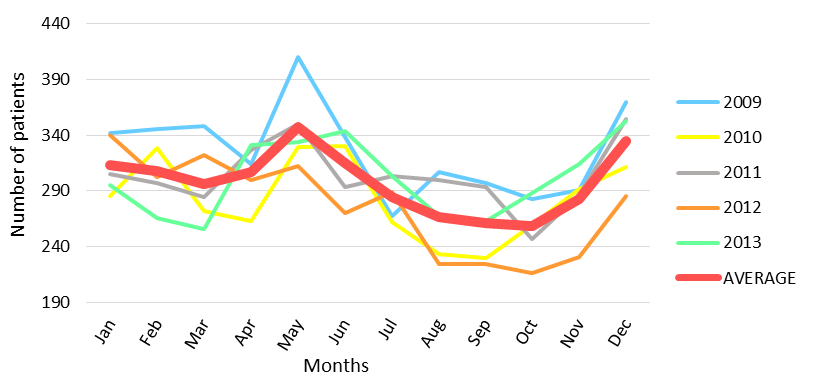 440
390
340
290
240
190
Number of patients
Jan
Feb
Mar
Apr
May
Jun
Jul
Aug
Sep
Oct
Nov
Dec
Months
2009
2010
2011
2012
2013
AVERAGE